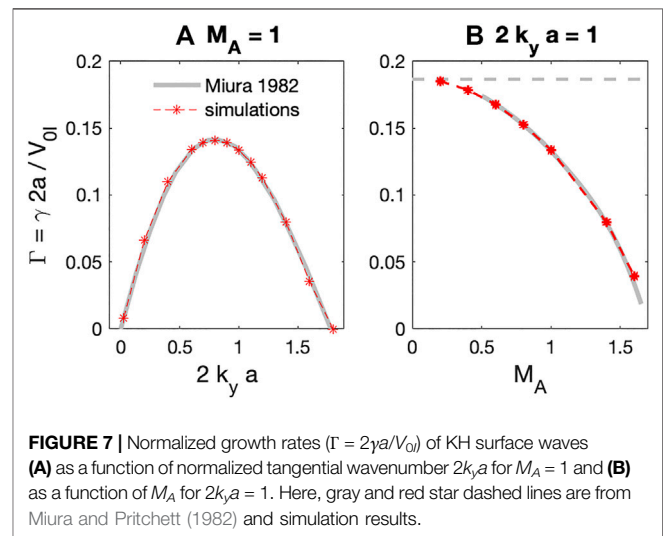 A M_A = 1
B 2 k_y a = 1
Γ = γ 2a / V_0l
0.2
0.15
0.1
0.05
0
Miura 1982
simulations
0 0.5 1 1.5
2 k_y a
0.2
0.15
0.1
0.05
0
0 0.5 1 1.5
M_A
FIGURE 7 | Normalized growth rates (Γ = 2γa/V_0l) of KH surface waves
(A) as a function of normalized tangential wavenumber 2k_ya for M_A = 1 and (B)
as a function of M_A for 2k_ya = 1. Here, gray and red star dashed lines are from
Miura and Pritchett (1982) and simulation results.